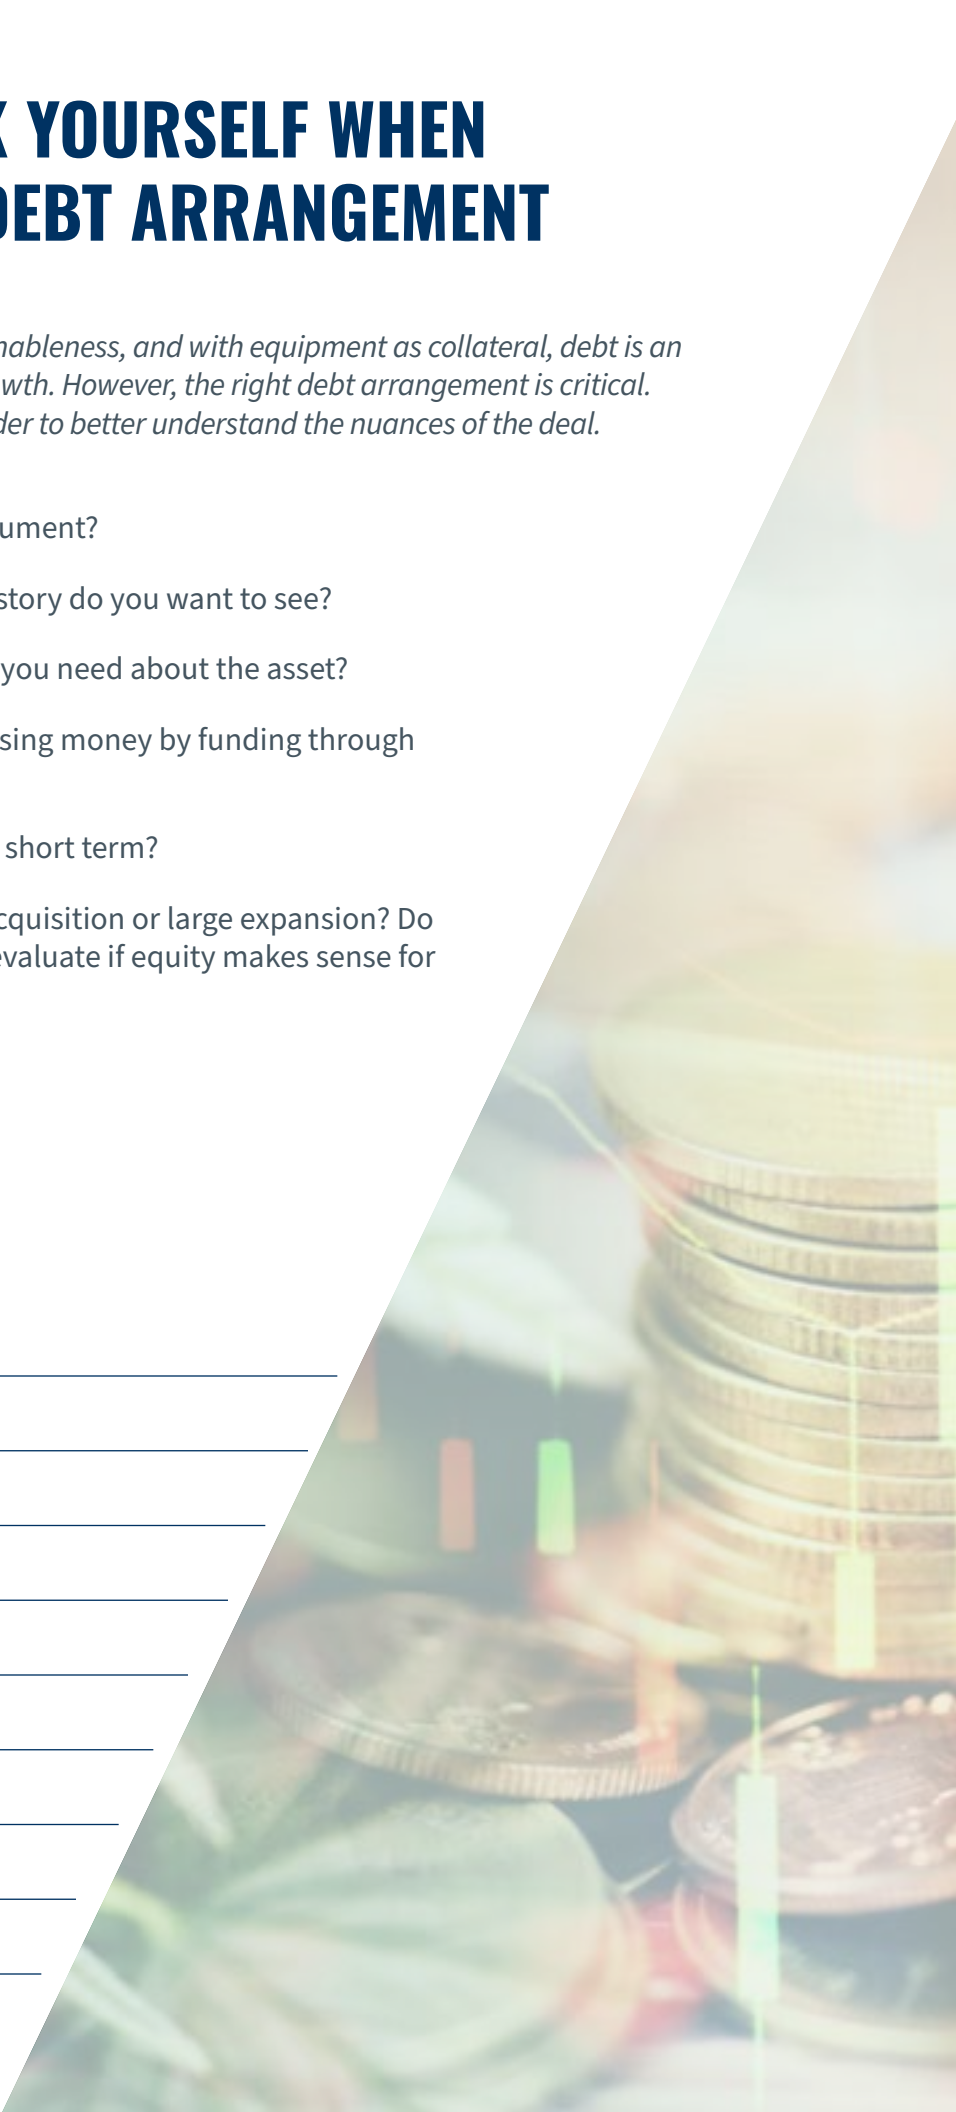 YOURSELF WHEN
DEBT ARRANGEMENT
nableness, and with equipment as collateral, debt is an
wth. However, the right debt arrangement is critical.
der to better understand the nuances of the deal.
ument?
story do you want to see?
you need about the asset?
sing money by funding through
short term?
cquisition or large expansion? Do
evaluate if equity makes sense for